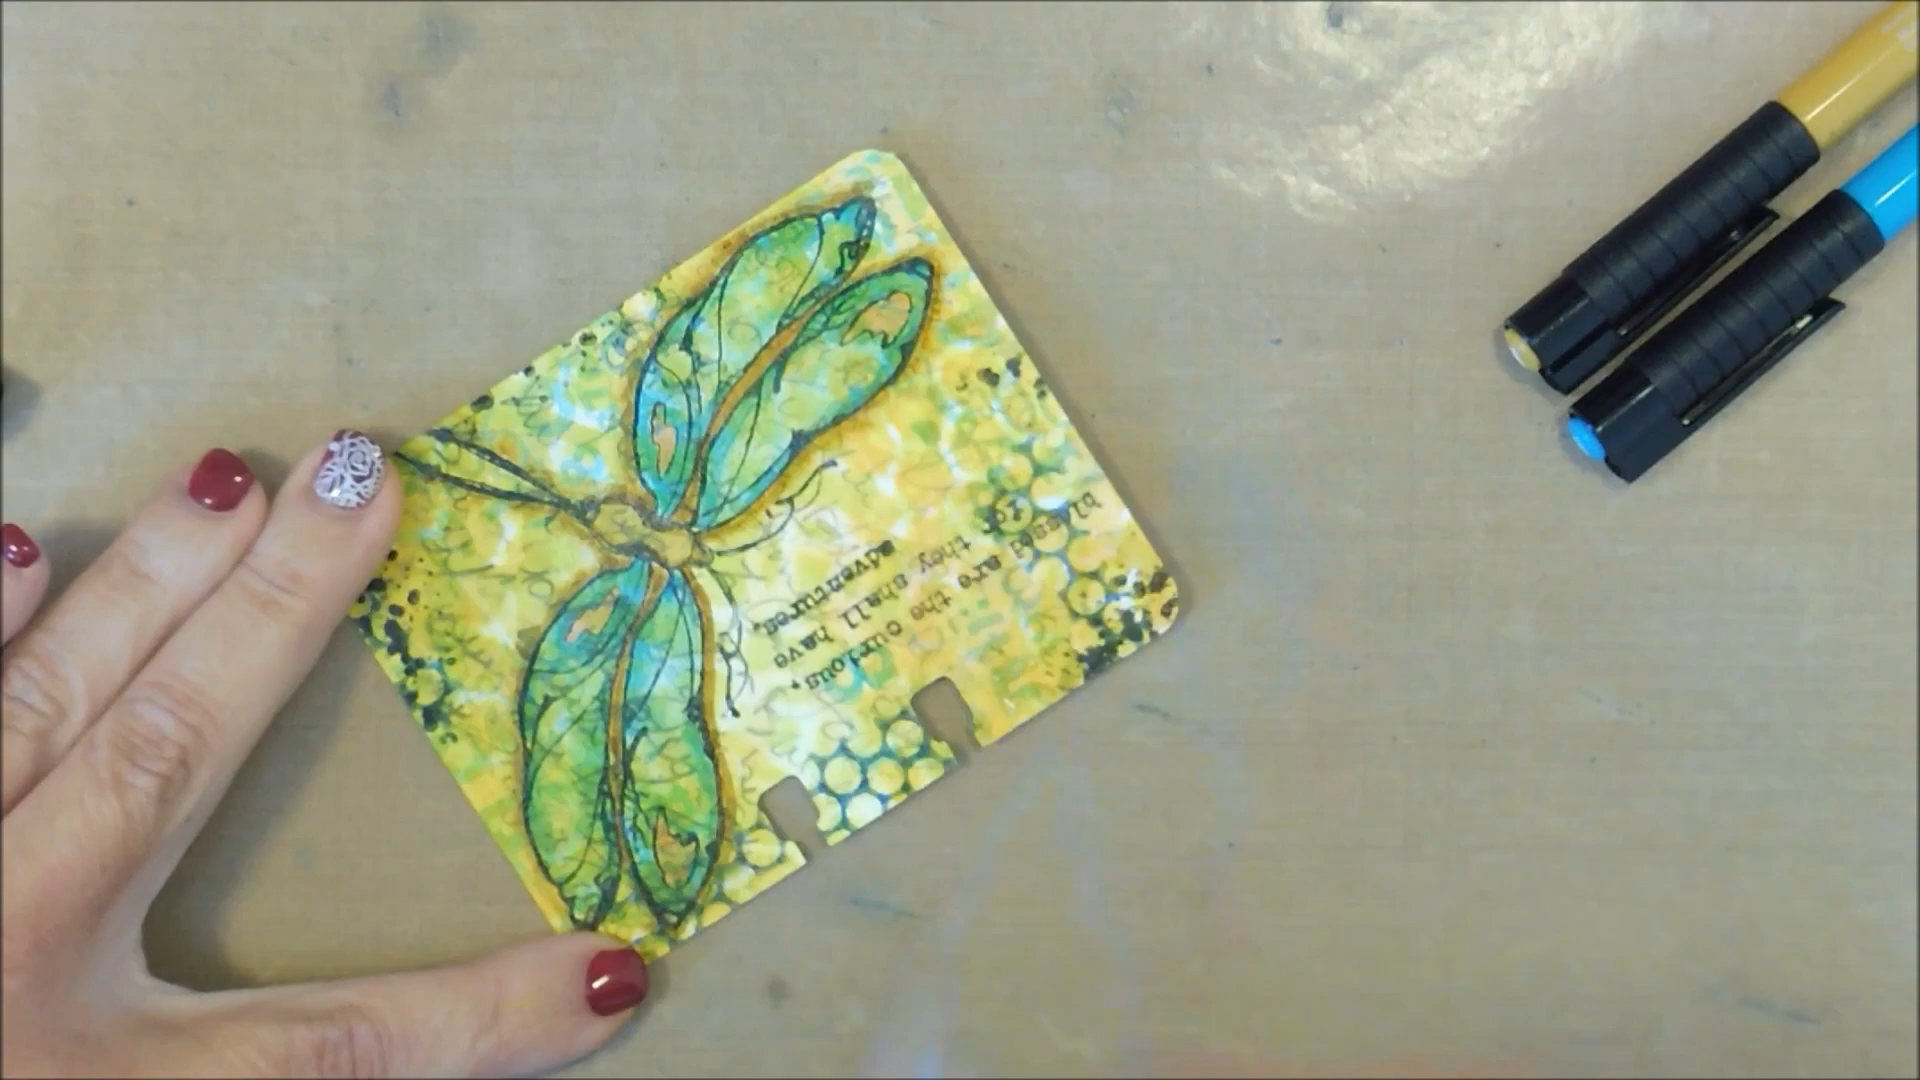 blessed are the curious,
for they shall have
adventures.